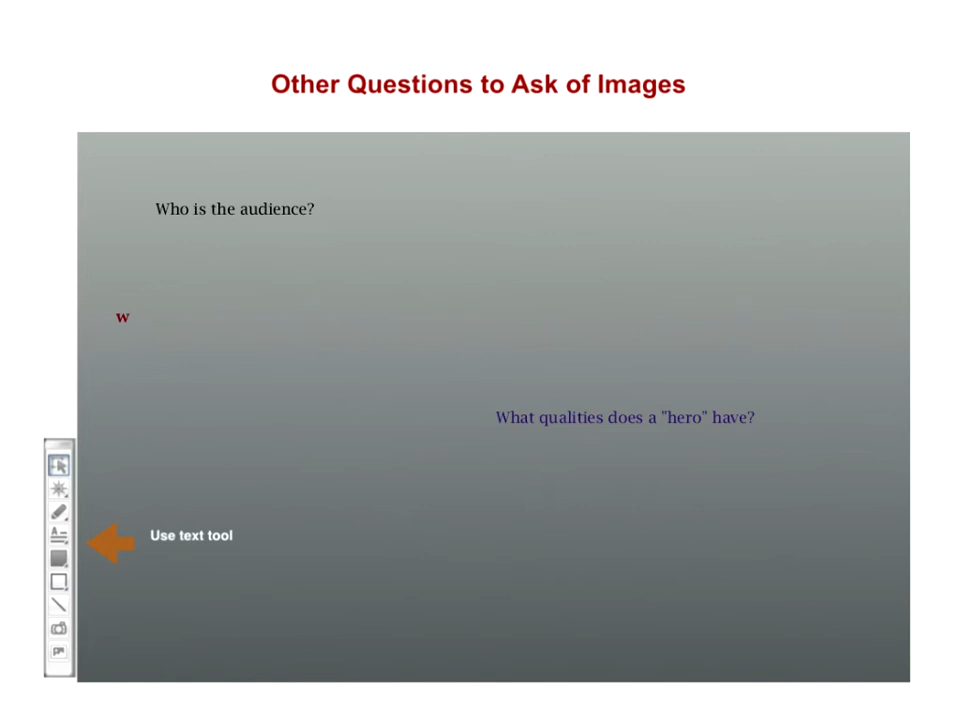 Other Questions to Ask of Images
Who is the audience?
w
What qualities does a "hero" have?
Use text tool